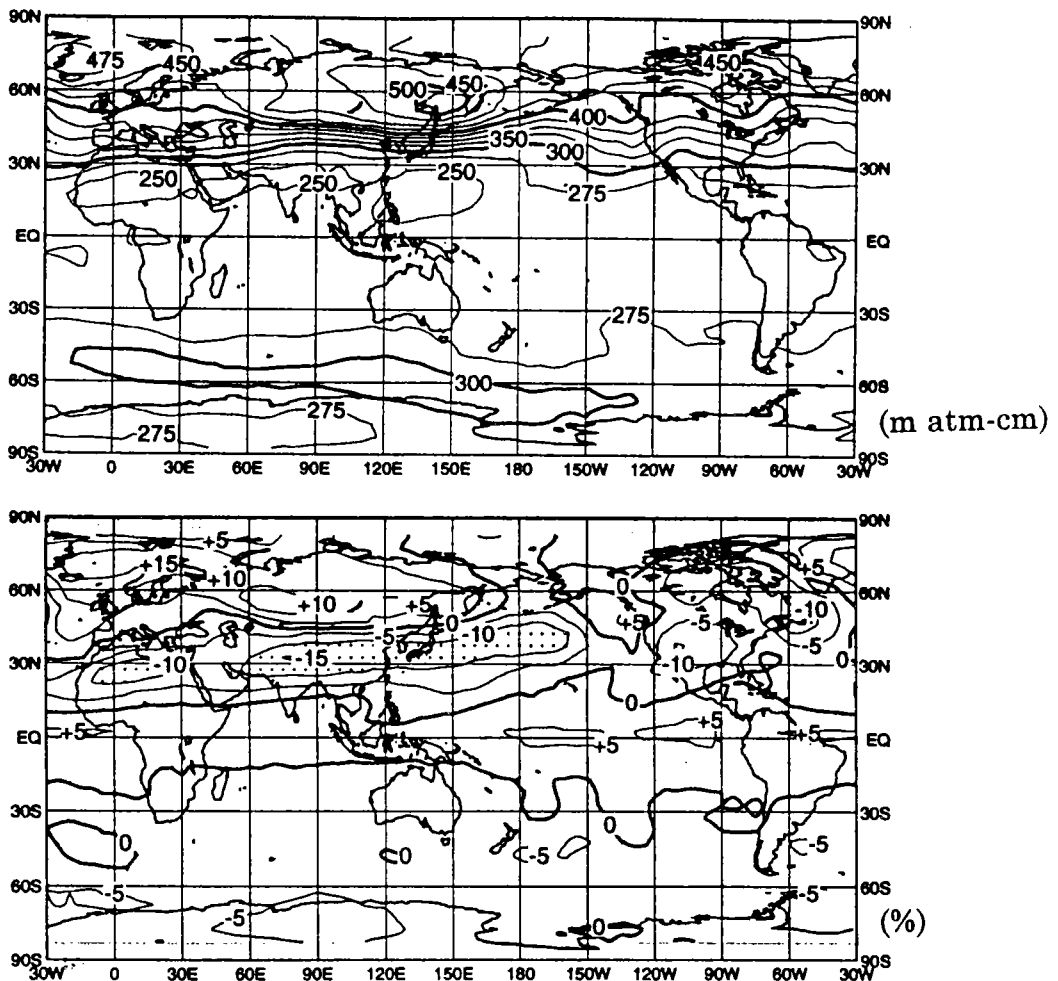 90N 90N
475 450 450 450
60N 500 60N
400
350
300
30N 250 250 250 30N
275
EQ EQ
30S 275 30S
60S 300 60S
275 275 (m atm-cm)
90S 90S
30W 0 30E 60E 90E 120E 150E 180 150W 120W 90W 60W 30W
90N 90N
+5
+15 +5
+10 0
60N +10 +5 0 +5 -5 -10 60N
-5 -10 -5
30N -10 -15 -10 0 30N
0
+5 +5 +5
EQ +5 EQ
30S 0 30S
0 0 -5 -5
60S -5 -5 60S
-5 0 (%)
90S 90S
30W 0 30E 60E 90E 120E 150E 180 150W 120W 90W 60W 30W